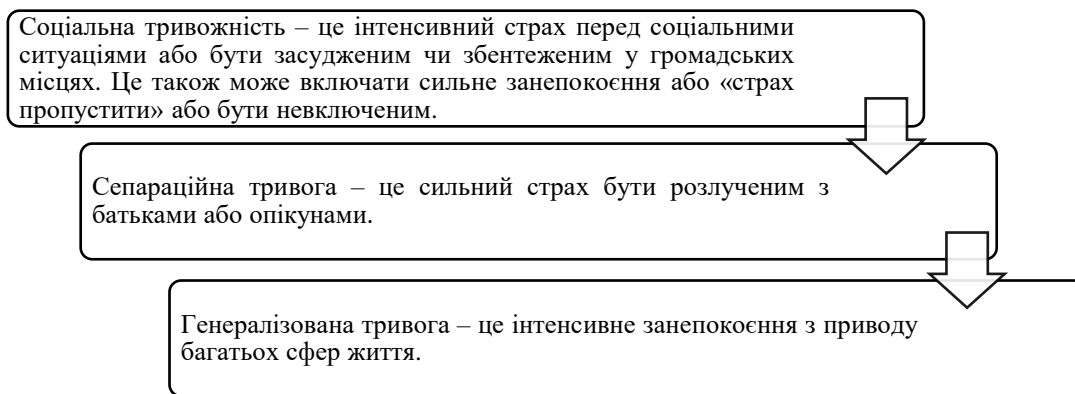 Соціальна тривожність – це інтенсивний страх перед соціальними
ситуаціями або бути засудженим чи збентеженим у громадських
місцях. Це також може включати сильне занепокоєння або «страх
пропустити» або бути невключеним.
Сепараційна тривога – це сильний страх бути розлученим з
батьками або опікунами.
Генералізована тривога – це інтенсивне занепокоєння з приводу
багатьох сфер життя.